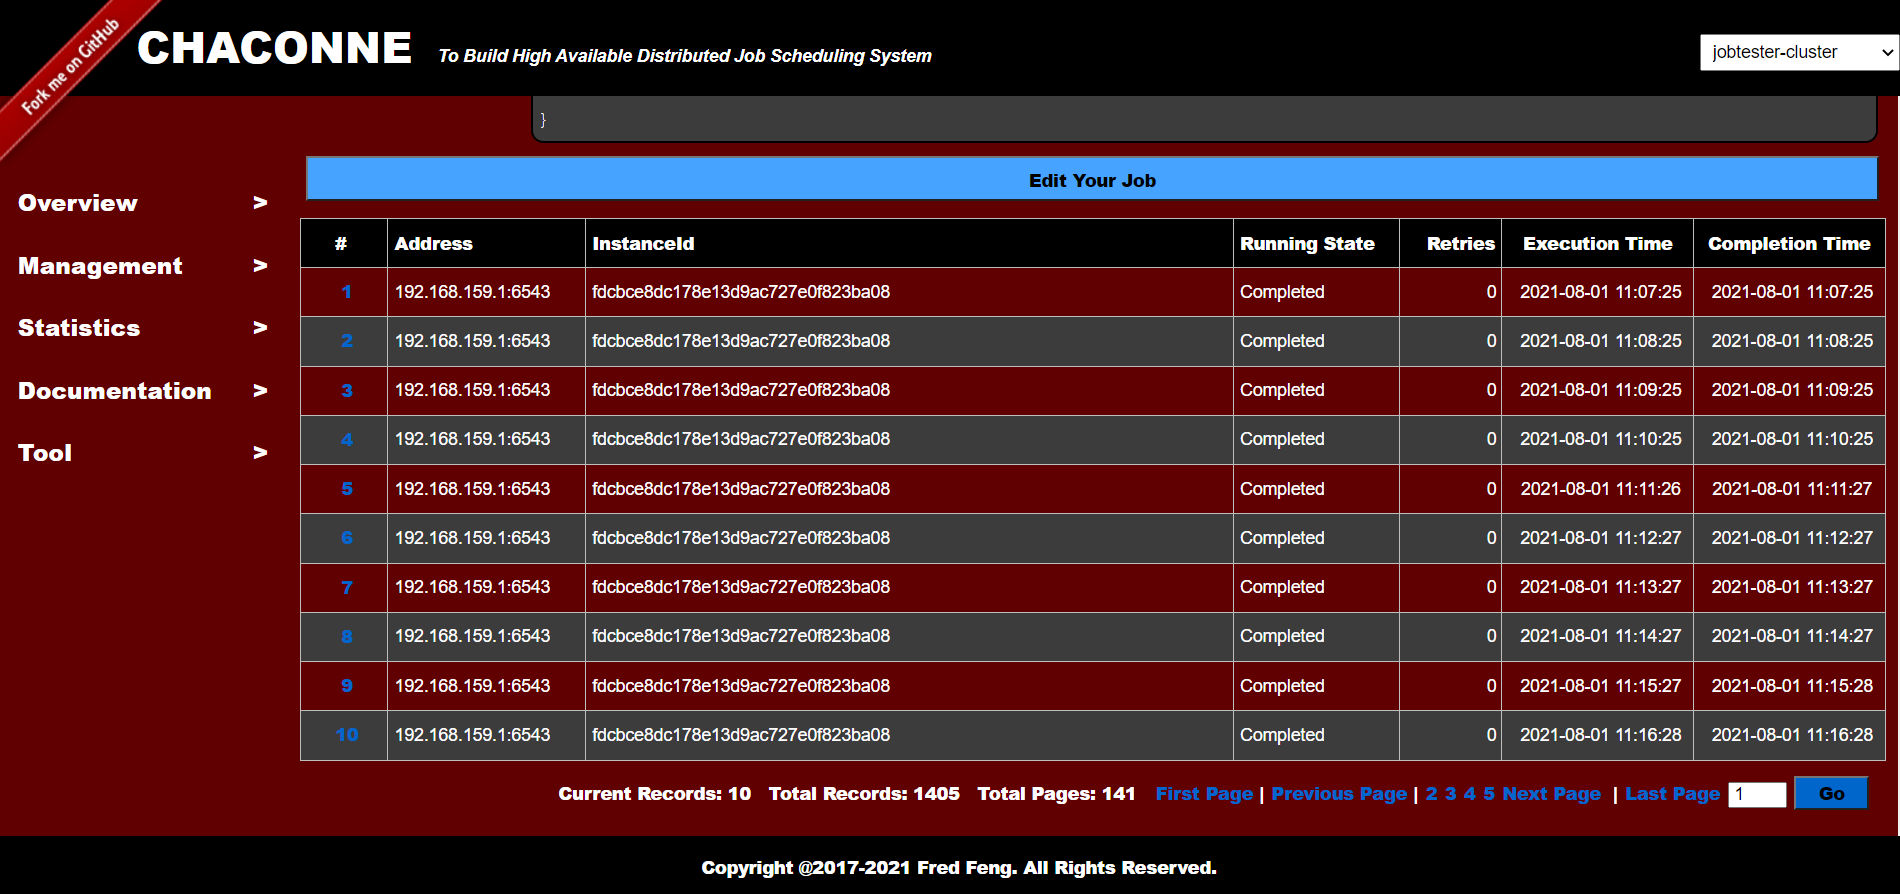 Fork me on GitHub
CHACONNE To Build High Available Distributed Job Scheduling System jobtester-cluster
}
Edit Your Job
Overview >
Management >
Statistics >
Documentation >
Tool >
# Address InstanceId Running State Retries Execution Time Completion Time
1 192.168.159.1:6543 fdcbce8dc178e13d9ac727e0f823ba08 Completed 0 2021-08-01 11:07:25 2021-08-01 11:07:25
2 192.168.159.1:6543 fdcbce8dc178e13d9ac727e0f823ba08 Completed 0 2021-08-01 11:08:25 2021-08-01 11:08:25
3 192.168.159.1:6543 fdcbce8dc178e13d9ac727e0f823ba08 Completed 0 2021-08-01 11:09:25 2021-08-01 11:09:25
4 192.168.159.1:6543 fdcbce8dc178e13d9ac727e0f823ba08 Completed 0 2021-08-01 11:10:25 2021-08-01 11:10:25
5 192.168.159.1:6543 fdcbce8dc178e13d9ac727e0f823ba08 Completed 0 2021-08-01 11:11:26 2021-08-01 11:11:27
6 192.168.159.1:6543 fdcbce8dc178e13d9ac727e0f823ba08 Completed 0 2021-08-01 11:12:27 2021-08-01 11:12:27
7 192.168.159.1:6543 fdcbce8dc178e13d9ac727e0f823ba08 Completed 0 2021-08-01 11:13:27 2021-08-01 11:13:27
8 192.168.159.1:6543 fdcbce8dc178e13d9ac727e0f823ba08 Completed 0 2021-08-01 11:14:27 2021-08-01 11:14:27
9 192.168.159.1:6543 fdcbce8dc178e13d9ac727e0f823ba08 Completed 0 2021-08-01 11:15:27 2021-08-01 11:15:28
10 192.168.159.1:6543 fdcbce8dc178e13d9ac727e0f823ba08 Completed 0 2021-08-01 11:16:28 2021-08-01 11:16:28
Current Records: 10 Total Records: 1405 Total Pages: 141 First Page | Previous Page | 2 3 4 5 Next Page | Last Page 1 Go
Copyright @2017-2021 Fred Feng. All Rights Reserved.